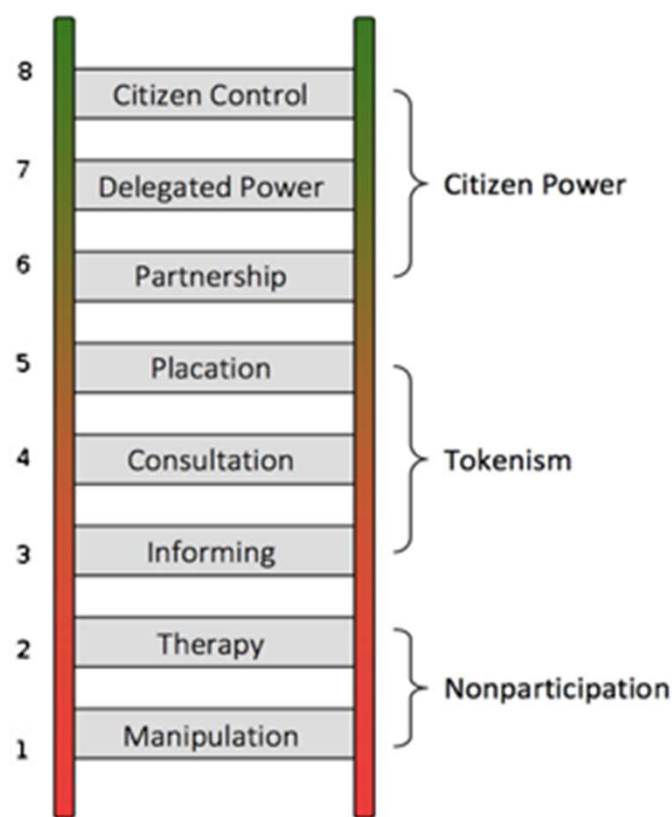 8
Citizen Control
7
Delegated Power
Citizen Power
6
Partnership
5
Placation
4
Consultation
Tokenism
3
Informing
2
Therapy
Nonparticipation
1
Manipulation